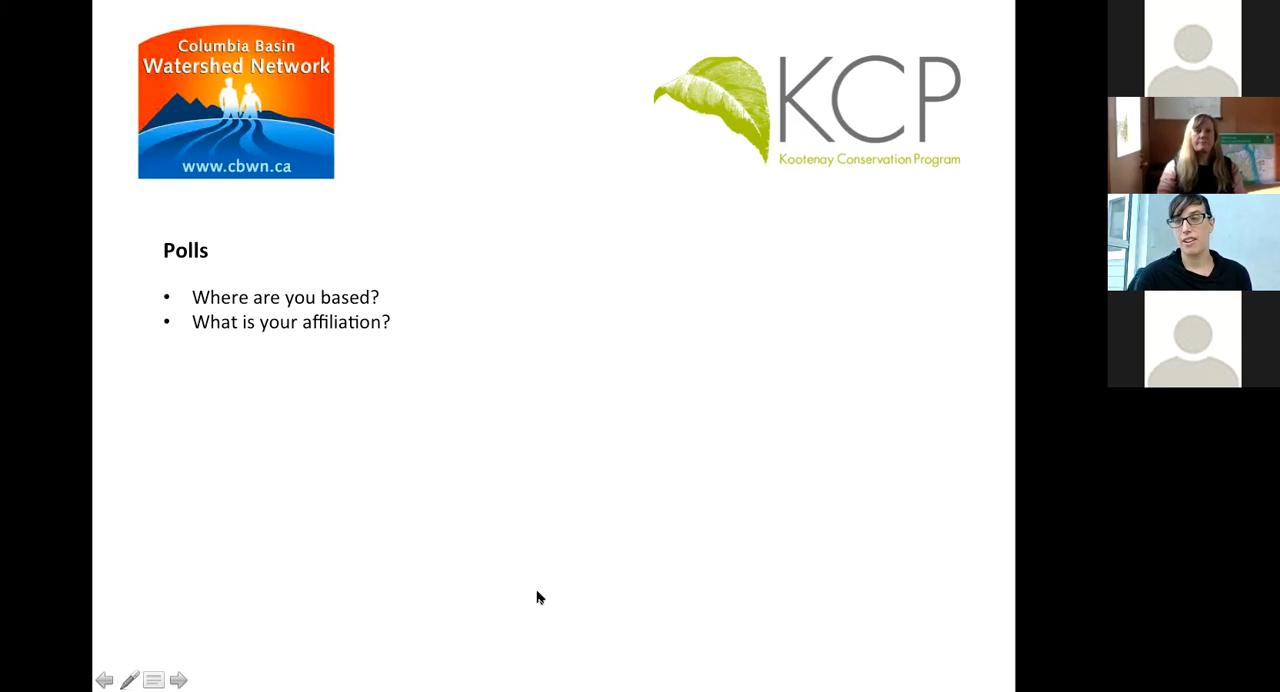 Columbia Basin
Watershed Network
www.cbwn.ca
KCP
Kootenay Conservation Program
Polls
• Where are you based?
• What is your affiliation?